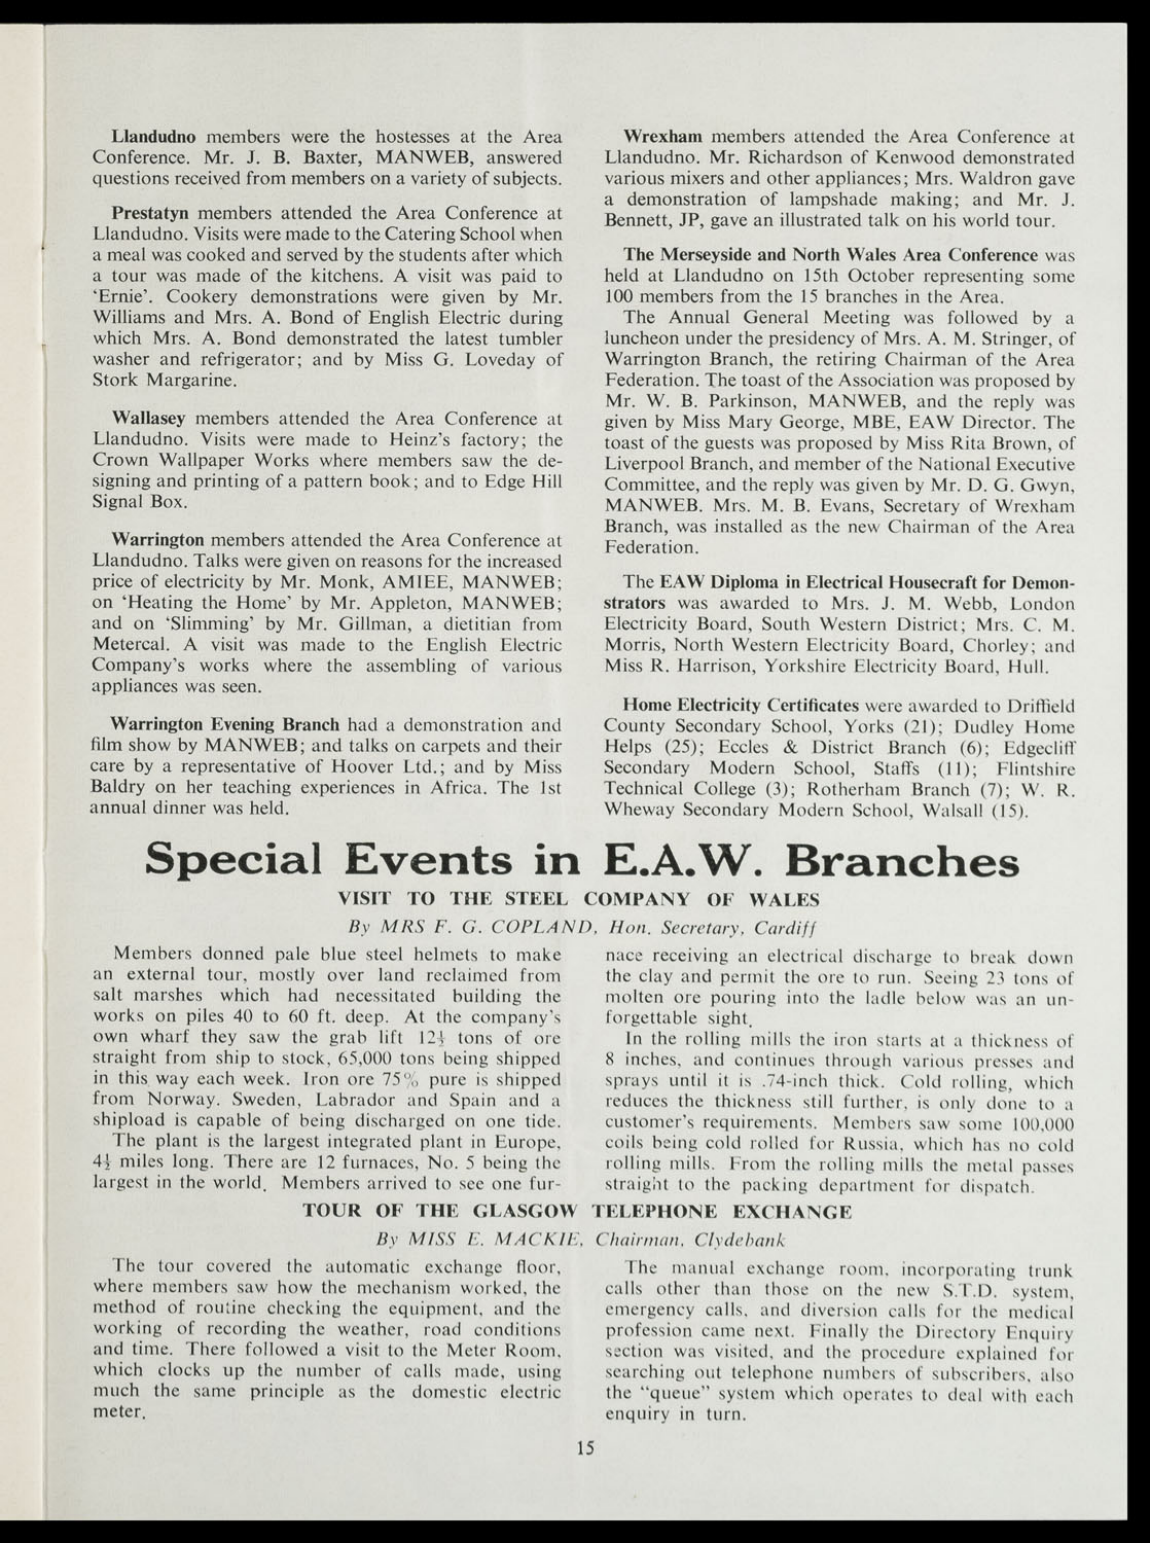 Llandudno members were the hostesses at the Area
Conference. Mr. J. B. Baxter, MANWEB, answered
questions received from members on a variety of subjects.
Prestatyn members attended the Area Conference at
Llandudno. Visits were made to the Catering School when
a meal was cooked and served by the students after which
a tour was made of the kitchens. A visit was paid to
‘Ernie’. Cookery demonstrations were given by Mr.
Williams and Mrs. A. Bond of English Electric during
which Mrs. A. Bond demonstrated the latest tumbler
washer and refrigerator; and by Miss G. Loveday of
Stork Margarine.
Wallasey members attended the Area Conference at
Llandudno. Visits were made to Heinz’s factory; the
Crown Wallpaper Works where members saw the de-
signing and printing of a pattern book; and to Edge Hill
Signal Box.
Warrington members attended the Area Conference at
Llandudno. Talks were given on reasons for the increased
price of electricity by Mr. Monk, AMIEE, MANWEB;
on ‘Heating the Home’ by Mr. Appleton, MANWEB;
and on ‘Slimming’ by Mr. Gillman, a dietitian from
Metercal. A visit was made to the English Electric
Company’s works where the assembling of various
appliances was seen.
Warrington Evening Branch had a demonstration and
film show by MANWEB; and talks on carpets and their
care by a representative of Hoover Ltd.; and by Miss
Baldry on her teaching experiences in Africa. The 1st
annual dinner was held.
Wrexham members attended the Area Conference at
Llandudno. Mr. Richardson of Kenwood demonstrated
various mixers and other appliances; Mrs. Waldron gave
a demonstration of lampshade making; and Mr. J.
Bennett, JP, gave an illustrated talk on his world tour.
The Merseyside and North Wales Area Conference was
held at Llandudno on 15th October representing some
100 members from the 15 branches in the Area.
The Annual General Meeting was followed by a
luncheon under the presidency of Mrs. A. M. Stringer, of
Warrington Branch, the retiring Chairman of the Area
Federation. The toast of the Association was proposed by
Mr. W. B. Parkinson, MANWEB, and the reply was
given by Miss Mary George, MBE, EAW Director. The
toast of the guests was proposed by Miss Rita Brown, of
Liverpool Branch, and member of the National Executive
Committee, and the reply was given by Mr. D. G. Gwyn,
MANWEB. Mrs. M. B. Evans, Secretary of Wrexham
Branch, was installed as the new Chairman of the Area
Federation.
The EAW Diploma in Electrical Housecraft for Demon-
strators was awarded to Mrs. J. M. Webb, London
Electricity Board, South Western District; Mrs. C. M.
Morris, North Western Electricity Board, Chorley; and
Miss R. Harrison, Yorkshire Electricity Board, Hull.
Home Electricity Certificates were awarded to Driffield
County Secondary School, Yorks (21); Dudley Home
Helps (25); Eccles & District Branch (6); Edgecliff
Secondary Modern School, Staffs (11); Flintshire
Technical College (3); Rotherham Branch (7); W. R.
Wheway Secondary Modern School, Walsall (15).
Special Events in E.A.W. Branches
VISIT TO THE STEEL COMPANY OF WALES
By MRS F. G. COPLAND, Hon. Secretary, Cardiff
Members donned pale blue steel helmets to make
an external tour, mostly over land reclaimed from
salt marshes which had necessitated building the
works on piles 40 to 60 ft. deep. At the company’s
own wharf they saw the grab lift 12½ tons of ore
straight from ship to stock, 65,000 tons being shipped
in this way each week. Iron ore 75% pure is shipped
from Norway. Sweden, Labrador and Spain and a
shipload is capable of being discharged on one tide.
The plant is the largest integrated plant in Europe,
4½ miles long. There are 12 furnaces, No. 5 being the
largest in the world. Members arrived to see one fur-
nace receiving an electrical discharge to break down
the clay and permit the ore to run. Seeing 23 tons of
molten ore pouring into the ladle below was an un-
forgettable sight.
In the rolling mills the iron starts at a thickness of
8 inches, and continues through various presses and
sprays until it is .74-inch thick. Cold rolling, which
reduces the thickness still further, is only done to a
customer’s requirements. Members saw some 100,000
coils being cold rolled for Russia, which has no cold
rolling mills. From the rolling mills the metal passes
straight to the packing department for dispatch.
TOUR OF THE GLASGOW TELEPHONE EXCHANGE
By MISS E. MACKIE, Chairman, Clydebank
The tour covered the automatic exchange floor,
where members saw how the mechanism worked, the
method of routine checking the equipment, and the
working of recording the weather, road conditions
and time. There followed a visit to the Meter Room,
which clocks up the number of calls made, using
much the same principle as the domestic electric
meter.
The manual exchange room, incorporating trunk
calls other than those on the new S.T.D. system,
emergency calls, and diversion calls for the medical
profession came next. Finally the Directory Enquiry
section was visited, and the procedure explained for
searching out telephone numbers of subscribers, also
the “queue” system which operates to deal with each
enquiry in turn.
15